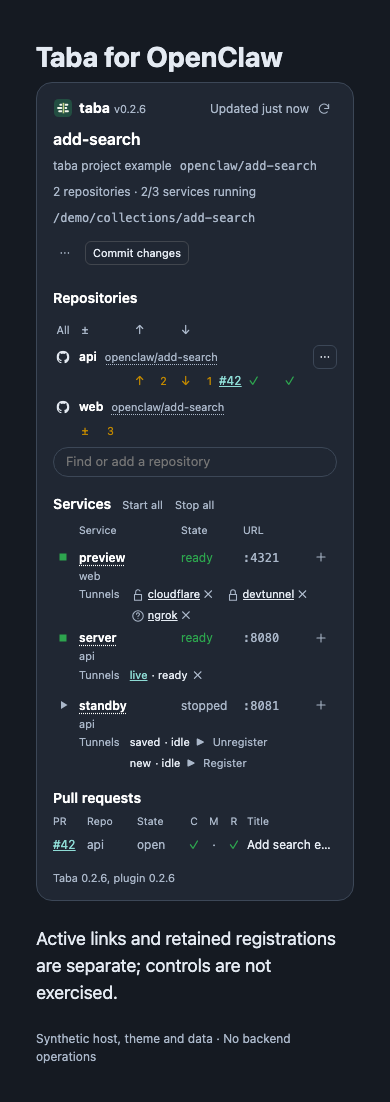 Taba for OpenClaw
taba v0.2.6 Updated just now
add-search
taba project example openclaw/add-search
2 repositories · 2/3 services running
/demo/collections/add-search
··· Commit changes
Repositories
All ± ↑ ↓
api openclaw/add-search ···
↑ 2 ↓ 1 #42 ✓ ✓
web openclaw/add-search
± 3
Find or add a repository
Services Start all Stop all
Service State URL
preview ready :4321 +
web
Tunnels cloudflare × devtunnel ×
ngrok ×
server ready :8080 +
api
Tunnels live · ready ×
standby stopped :8081 +
api
Tunnels saved · idle ▶ Unregister
new · idle ▶ Register
Pull requests
PR Repo State C M R Title
#42 api open ✓ · ✓ Add search e...
Taba 0.2.6, plugin 0.2.6
Active links and retained registrations
are separate; controls are not
exercised.
Synthetic host, theme and data · No backend
operations